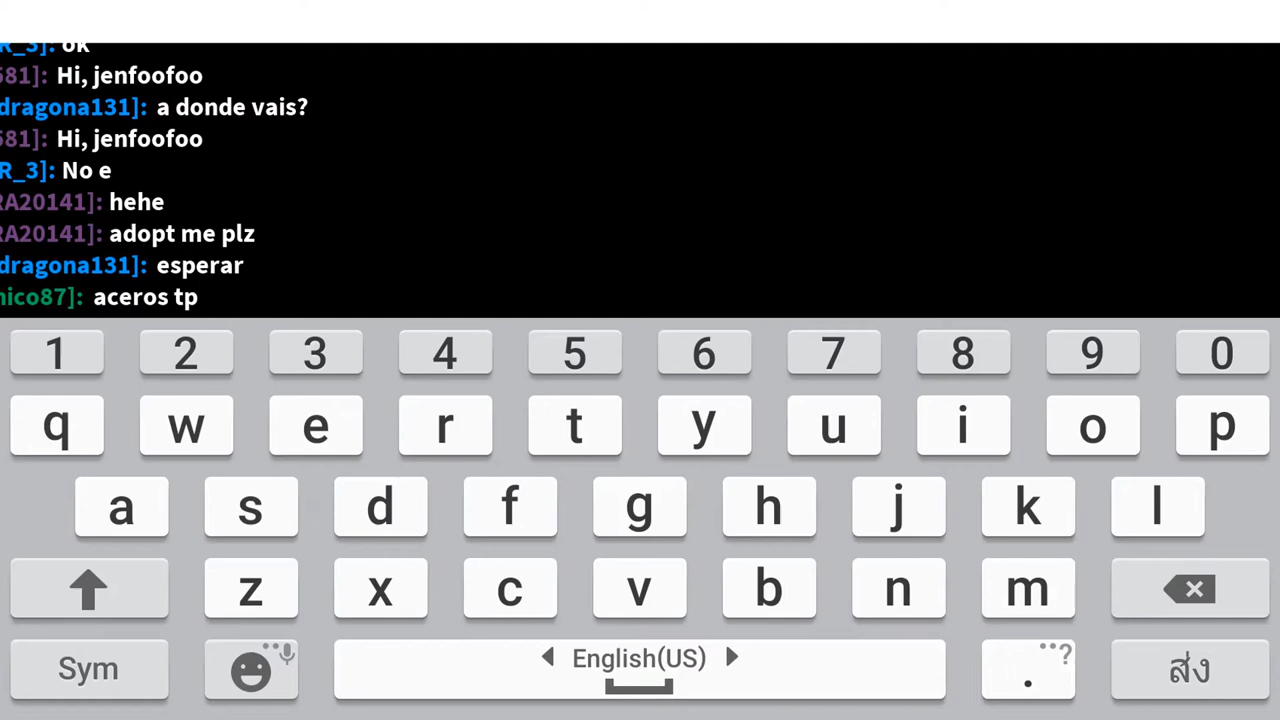 R_3]: ok
581]: Hi, jenfoofoo
dragona131]: a donde vais?
581]: Hi, jenfoofoo
R_3]: No e
RA20141]: hehe
RA20141]: adopt me plz
dragona131]: esperar
nico87]: aceros tp
1 2 3 4 5 6 7 8 9 0
q w e r t y u i o p
a s d f g h j k l
z x c v b n m
Sym English(US) . ? ส่ง